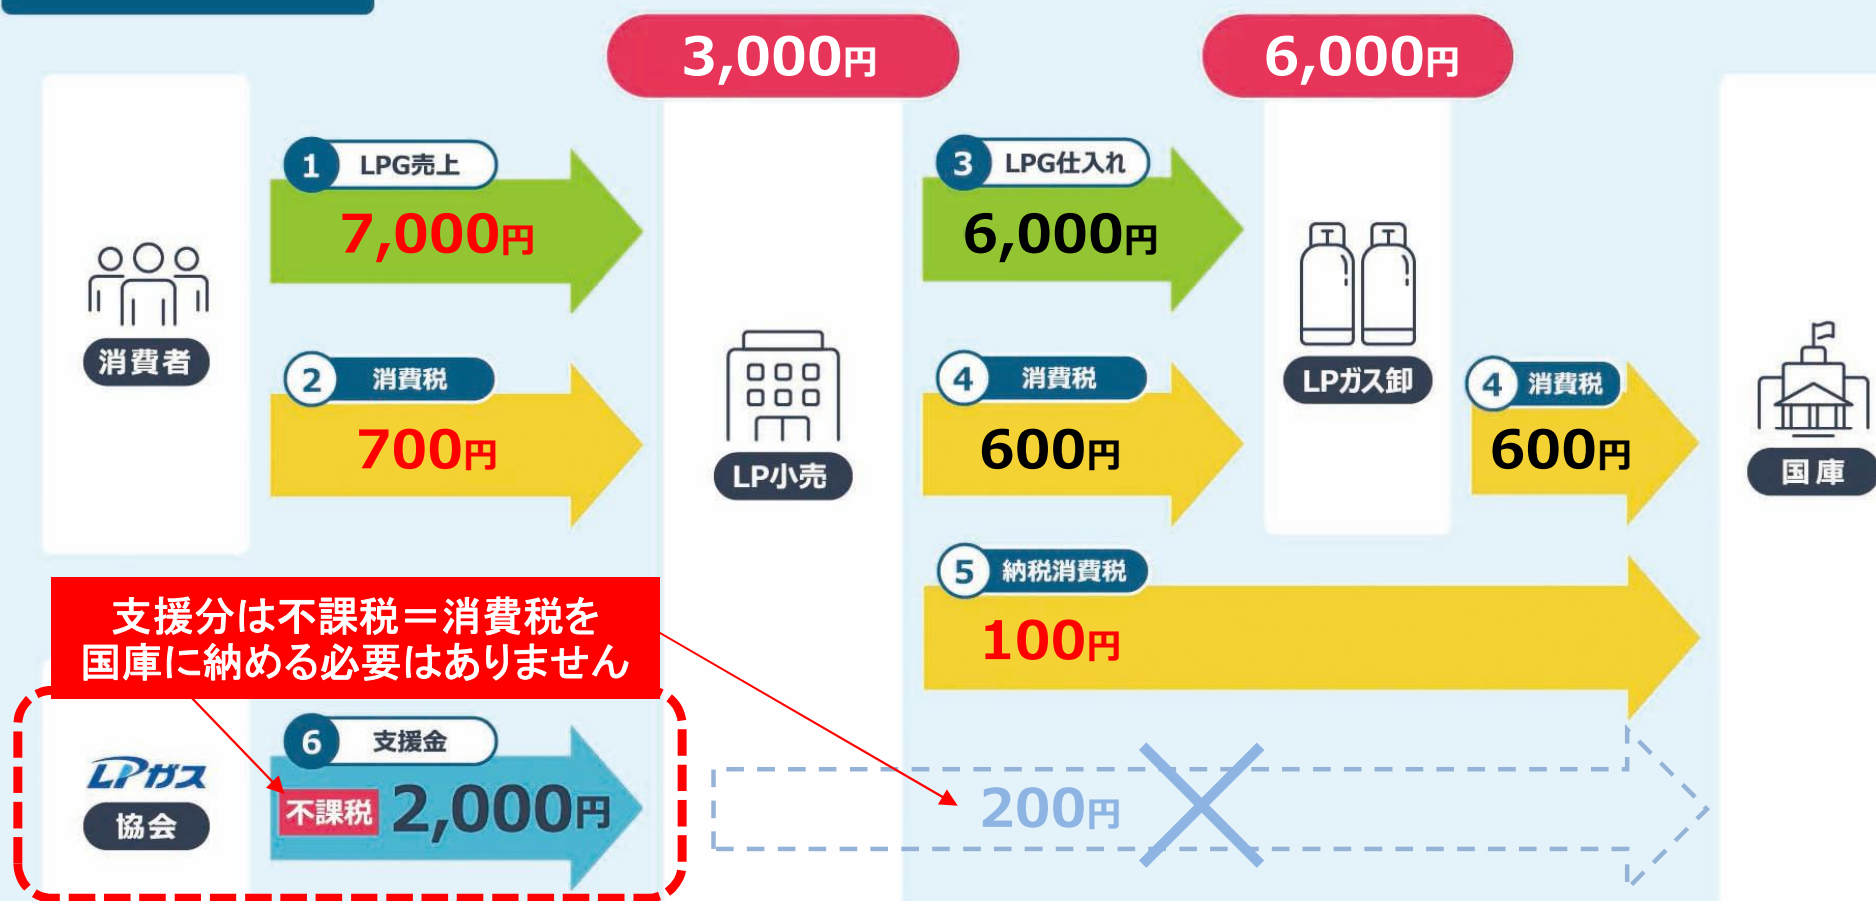 3,000円
6,000円
1 LPG売上
7,000円
3 LPG仕入れ
6,000円
消費者
2 消費税
700円
LP小売
4 消費税
600円
LPガス卸
4 消費税
600円
国庫
5 納税消費税
100円
支援分は不課税＝消費税を
国庫に納める必要はありません
LPガス
協会
6 支援金
不課税 2,000円
200円